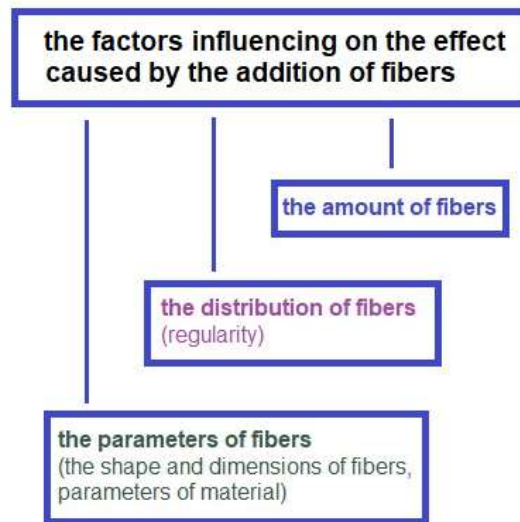 the factors influencing on the effect
caused by the addition of fibers
the amount of fibers
the distribution of fibers
(regularity)
the parameters of fibers
(the shape and dimensions of fibers,
parameters of material)